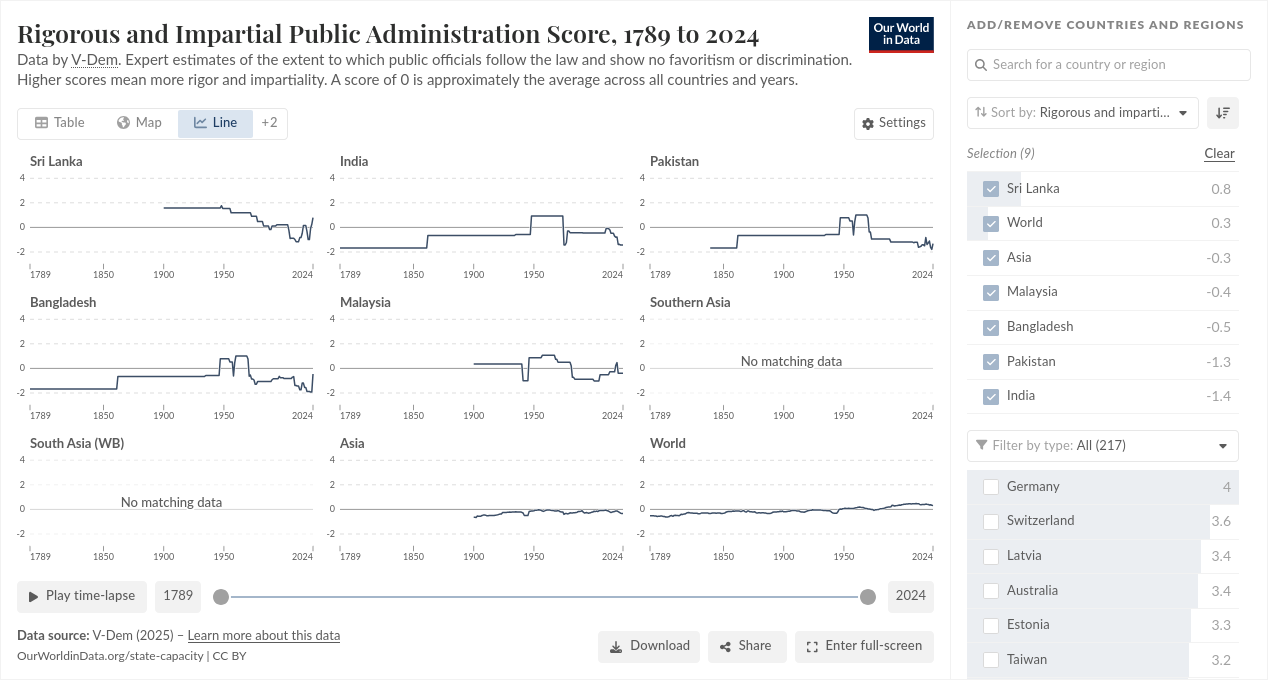 Rigorous and Impartial Public Administration Score, 1789 to 2024
Data by V-Dem. Expert estimates of the extent to which public officials follow the law and show no favoritism or discrimination.
Higher scores mean more rigor and impartiality. A score of 0 is approximately the average across all countries and years.
Our World
in Data
Table Map Line +2
Settings
Sri Lanka India Pakistan
4 4 4
2 2 2
0 0 0
-2 -2 -2
1789 1850 1900 1950 2024 1789 1850 1900 1950 2024 1789 1850 1900 1950 2024
Bangladesh Malaysia Southern Asia
4 4 4
2 2 2
No matching data
0 0 0
-2 -2 -2
1789 1850 1900 1950 2024 1789 1850 1900 1950 2024 1789 1850 1900 1950 2024
South Asia (WB) Asia World
4 4 4
2 2 2
No matching data
0 0 0
-2 -2 -2
1789 1850 1900 1950 2024 1789 1850 1900 1950 2024 1789 1850 1900 1950 2024
Play time-lapse 1789 2024
Data source: V-Dem (2025) – Learn more about this data
OurWorldinData.org/state-capacity | CC BY
Download Share Enter full-screen
ADD/REMOVE COUNTRIES AND REGIONS
Search for a country or region
Sort by: Rigorous and imparti...
Selection (9) Clear
Sri Lanka 0.8
World 0.3
Asia -0.3
Malaysia -0.4
Bangladesh -0.5
Pakistan -1.3
India -1.4
Filter by type: All (217)
Germany 4
Switzerland 3.6
Latvia 3.4
Australia 3.4
Estonia 3.3
Taiwan 3.2